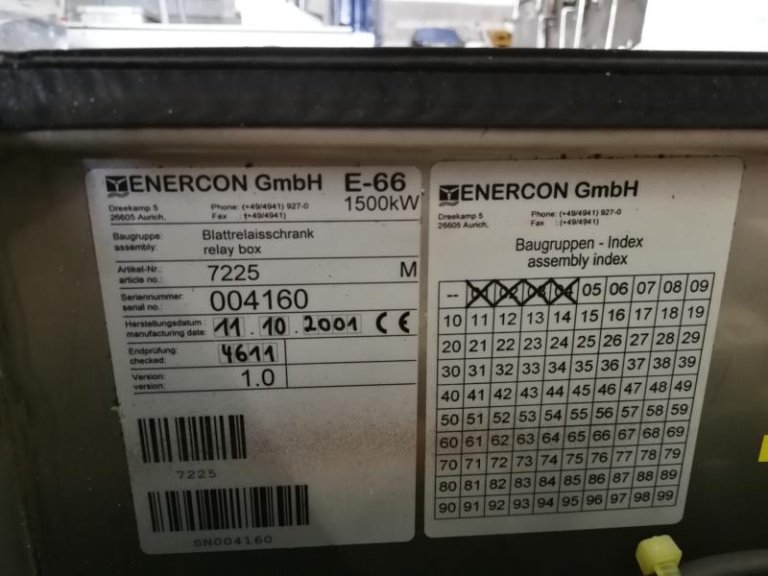 ENERCON GmbH E-66
Dreekamp 5 Phone: (+49/4941) 927-0 1500kW
26605 Aurich, Fax : (+49/4941)
Baugruppe: Blattrelaisschrank
assembly: relay box
Artikel-Nr.: 7225 M
article no.:
Seriennummer: 004160
serial no.:
Herstellungsdatum : 11.10.2001 CE
manufacturing date:
Endprüfung: 4611
checked:
Version: 1.0
version:
7225
SN004160
ENERCON GmbH
Dreekamp 5 Phone: (+49/4941) 927-0
26605 Aurich, Fax : (+49/4941)
Baugruppen - Index
assembly index
-- 01 02 03 04 05 06 07 08 09
10 11 12 13 14 15 16 17 18 19
20 21 22 23 24 25 26 27 28 29
30 31 32 33 34 35 36 37 38 39
40 41 42 43 44 45 46 47 48 49
50 51 52 53 54 55 56 57 58 59
60 61 62 63 64 65 66 67 68 69
70 71 72 73 74 75 76 77 78 79
80 81 82 83 84 85 86 87 88 89
90 91 92 93 94 95 96 97 98 99